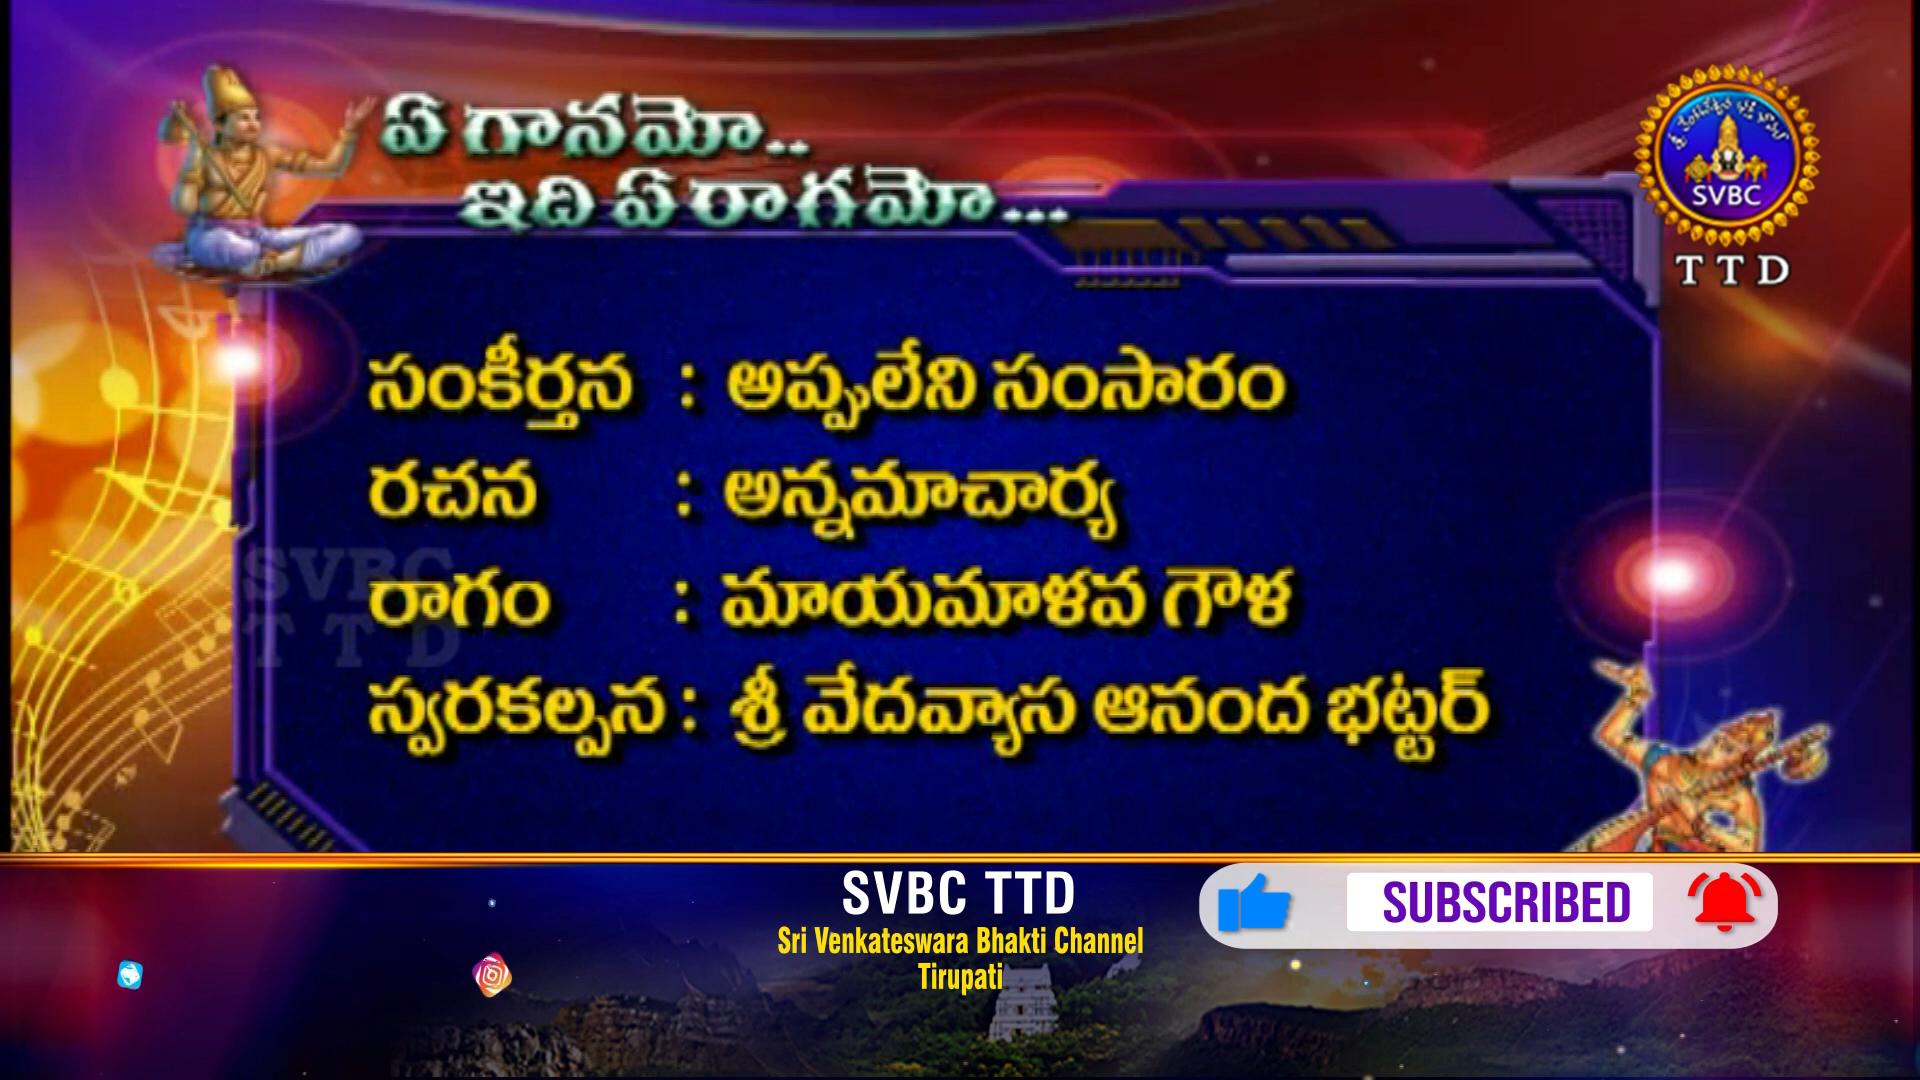 ఏ గానమో..
ఇది ఏ రాగమో...
SVBC
T T D
సంకీర్తన : అప్పులేని సంసారం
రచన : అన్నమాచార్య
రాగం : మాయమాళవ గౌళ
స్వరకల్పన : శ్రీ వేదవ్యాస ఆనంద భట్టర్
SVBC
T T D
SVBC TTD
Sri Venkateswara Bhakti Channel
Tirupati
SUBSCRIBED